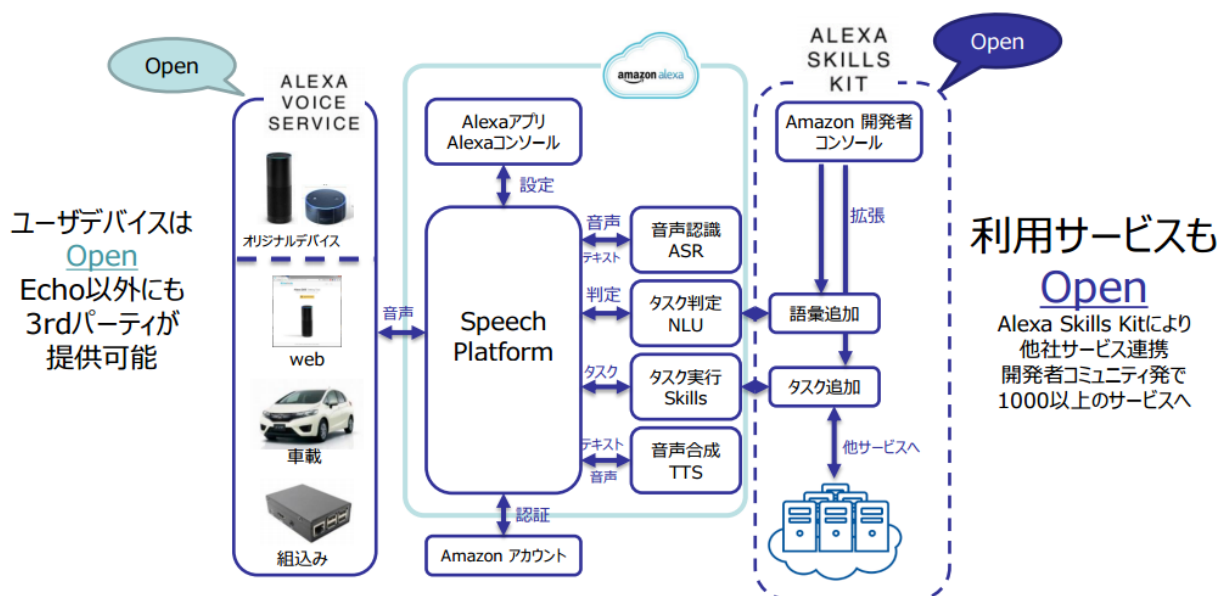 Open
ALEXA
VOICE
SERVICE
オリジナルデバイス
web
車載
組込み
ユーザデバイスは
Open
Echo以外にも
3rdパーティが
提供可能
音声
amazon alexa
Alexaアプリ
Alexaコンソール
設定
Speech
Platform
音声
テキスト
音声認識
ASR
判定
タスク判定
NLU
タスク
タスク実行
Skills
テキスト
音声
音声合成
TTS
認証
Amazon アカウント
ALEXA
SKILLS
KIT
Open
Amazon 開発者
コンソール
拡張
語彙追加
タスク追加
他サービスへ
利用サービスも
Open
Alexa Skills Kitにより
他社サービス連携
開発者コミュニティ発で
1000以上のサービスへ